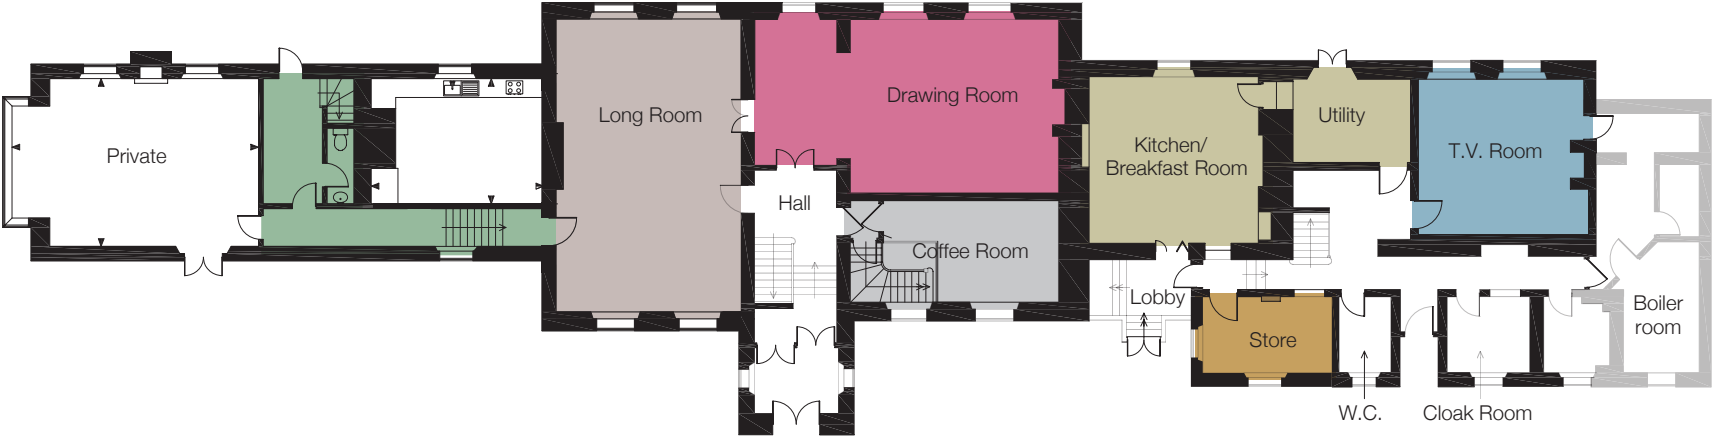 Private
Long Room
Drawing Room
Hall
Coffee Room
Kitchen/
Breakfast Room
Utility
T.V. Room
Lobby
Store
Boiler
room
W.C.
Cloak Room